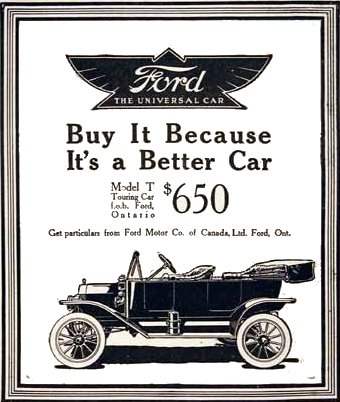 Ford
THE UNIVERSAL CAR
Buy It Because
It's a Better Car
Model T
Touring Car
f.o.b. Ford,
Ontario
$650
Get particulars from Ford Motor Co. of Canada, Ltd. Ford, Ont.